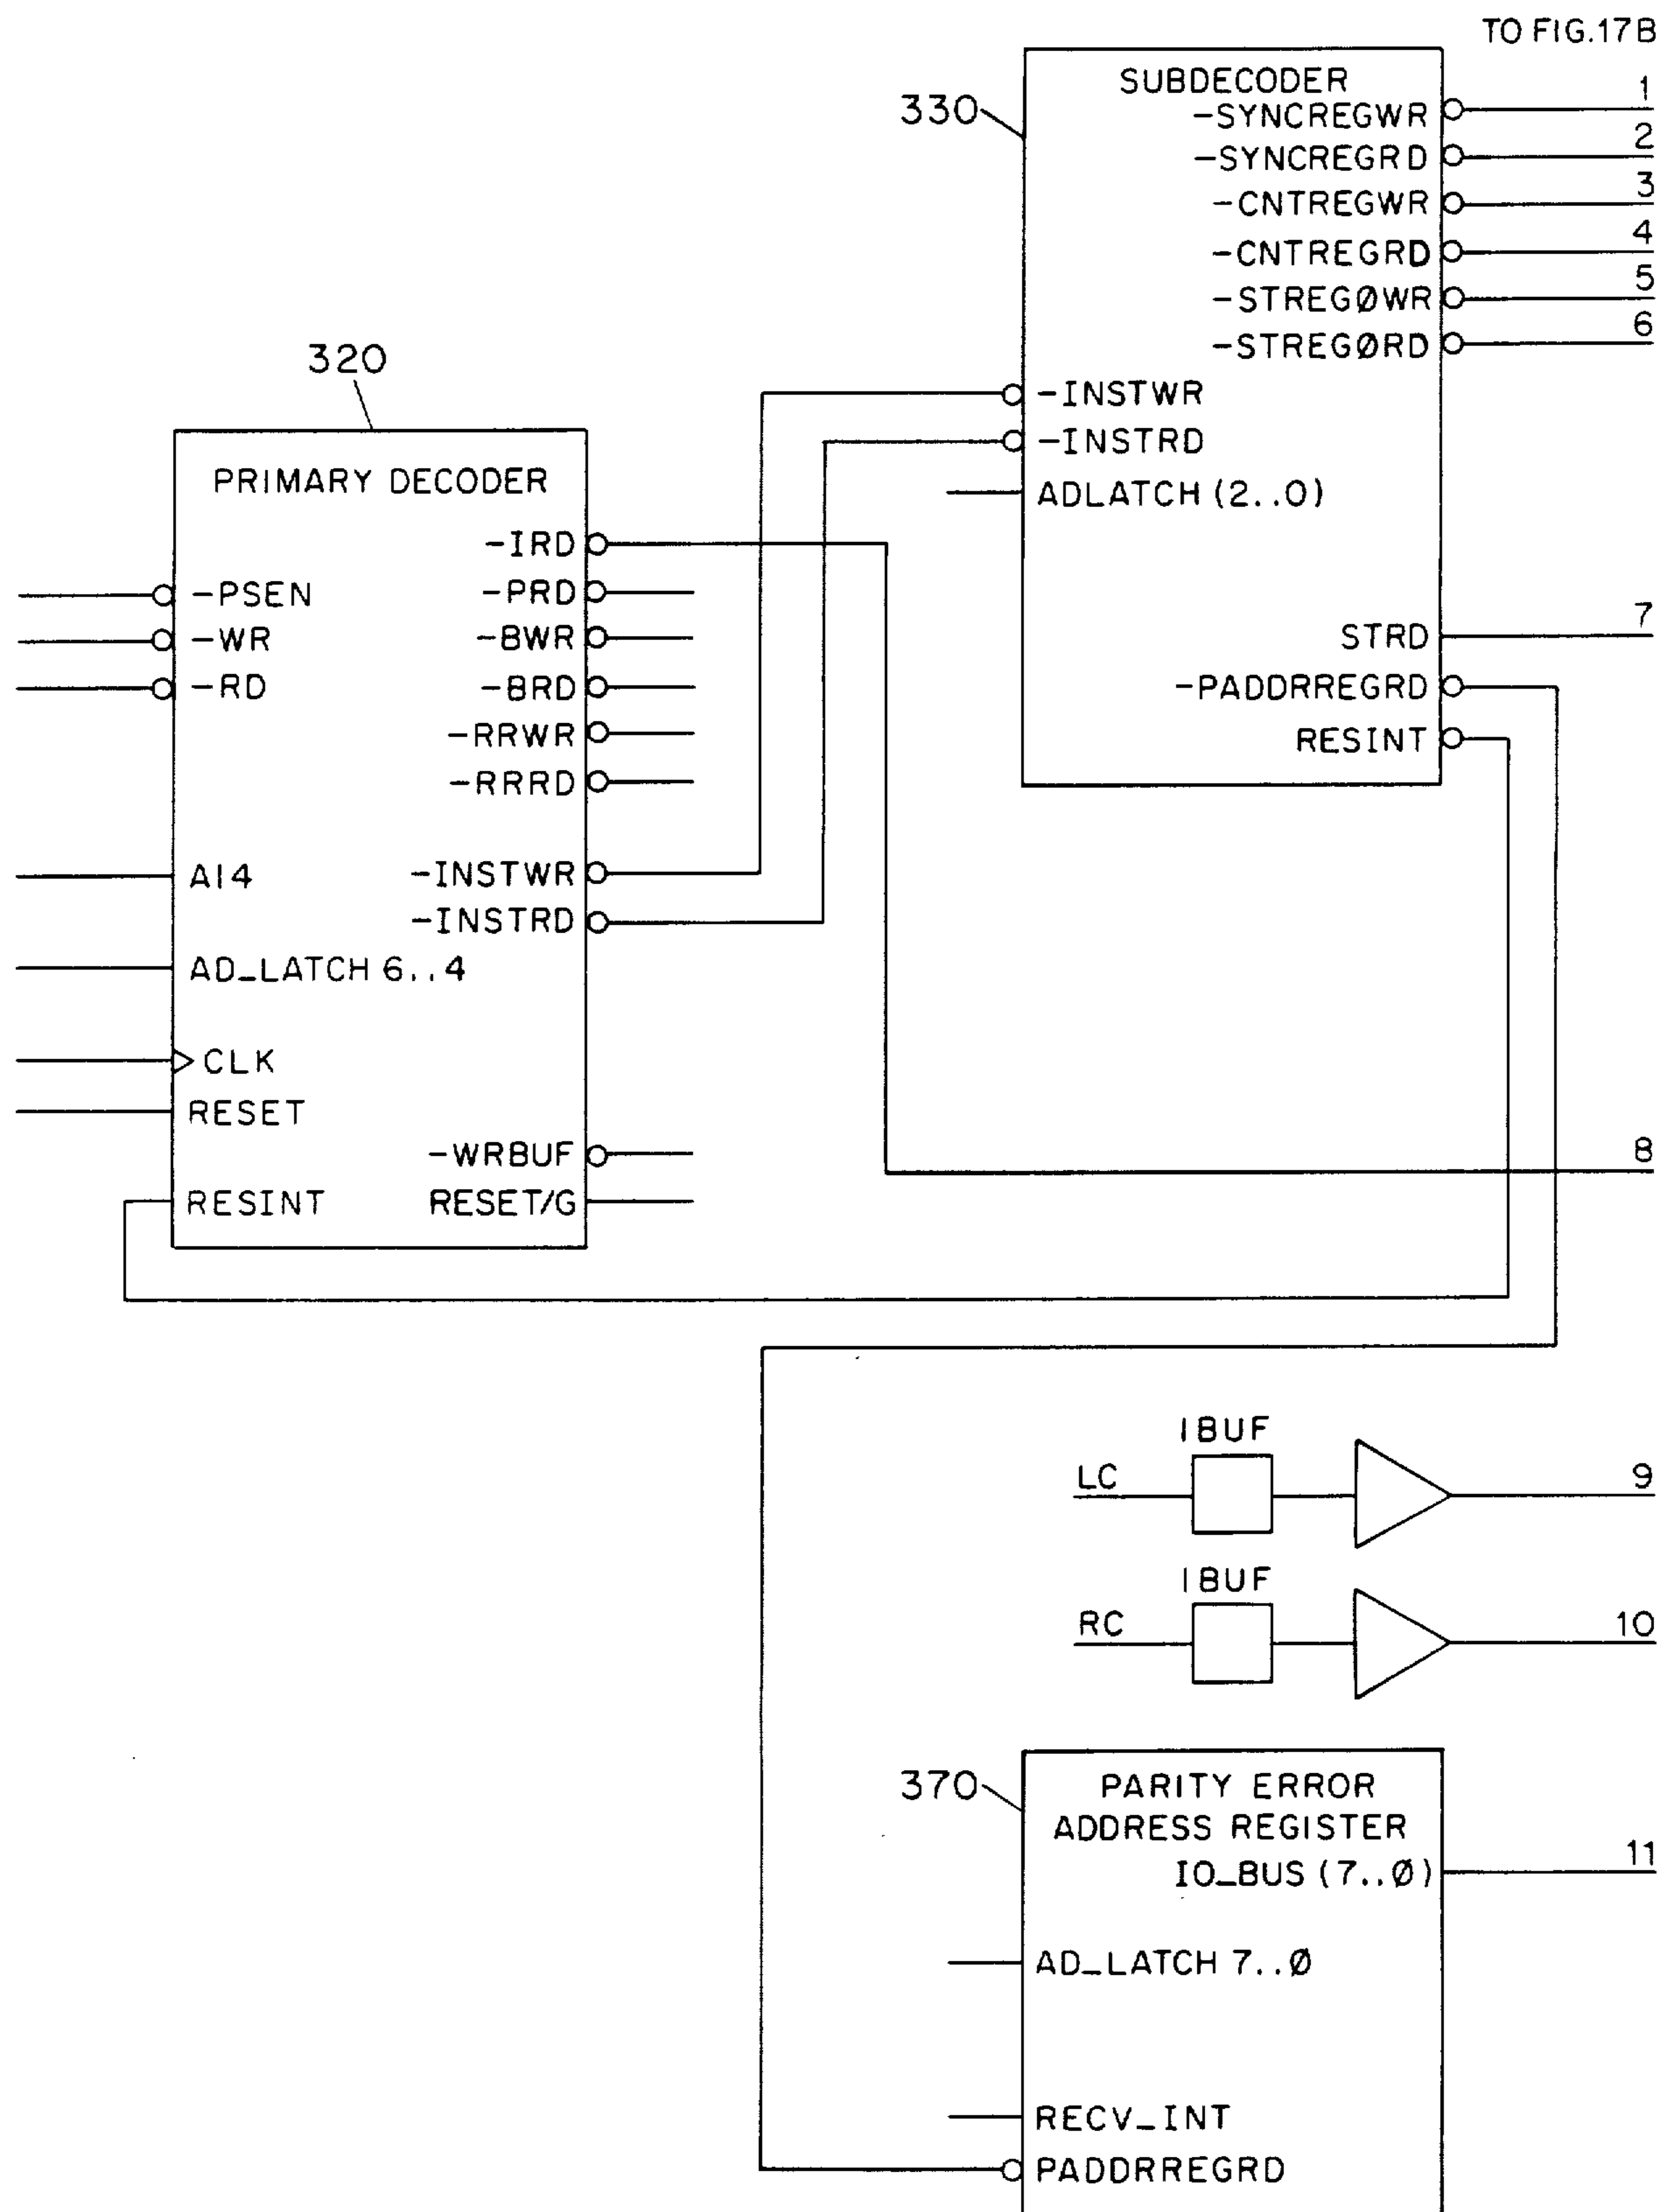 TO FIG.17B
SUBDECODER
330
-SYNCREGWR
1
-SYNCREGRD
2
-CNTREGWR
3
-CNTREGRD
4
-STREGØWR
5
-STREGØRD
6
-INSTWR
-INSTRD
ADLATCH (2..0)
STRD
7
-PADDRREGRD
RESINT
320
PRIMARY DECODER
-IRD
-PSEN
-PRD
-WR
-BWR
-RD
-BRD
-RRWR
-RRRD
A14
-INSTWR
-INSTRD
AD_LATCH 6..4
CLK
RESET
-WRBUF
RESINT
RESET/G
8
IBUF
LC
9
IBUF
RC
10
370
PARITY ERROR
ADDRESS REGISTER
IO_BUS (7..Ø)
11
AD_LATCH 7..Ø
RECV_INT
PADDRREGRD